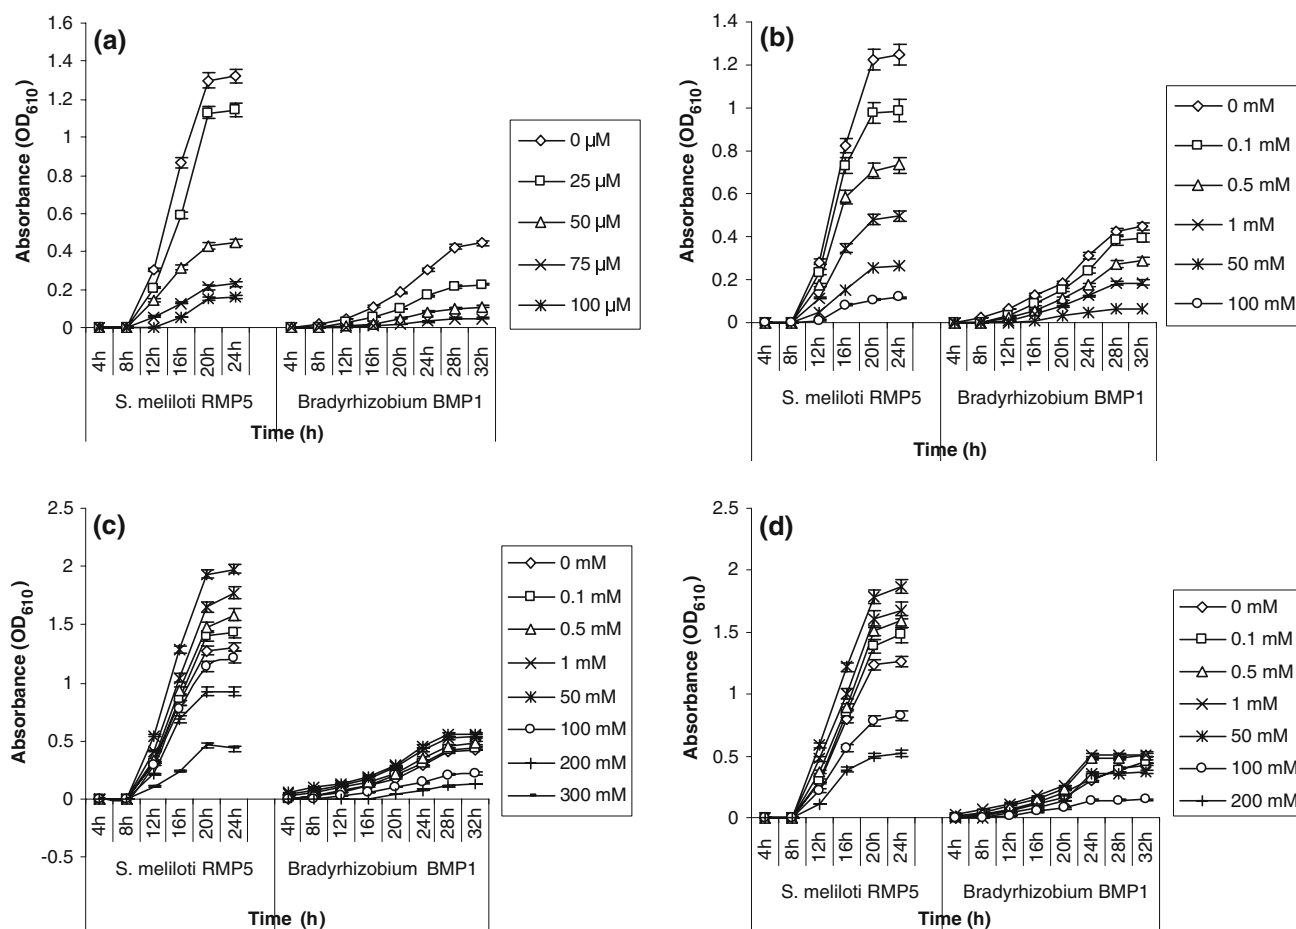 (a)
Absorbance (OD610)
1.6
1.4
1.2
1
0.8
0.6
0.4
0.2
0
4h 8h 12h 16h 20h 24h
4h 8h 12h 16h 20h 24h 28h 32h
S. meliloti RMP5
Bradyrhizobium BMP1
Time (h)
0 µM
25 µM
50 µM
75 µM
100 µM
(b)
Absorbance (OD610)
1.4
1.2
1
0.8
0.6
0.4
0.2
0
4h 8h 12h 16h 20h 24h
4h 8h 12h 16h 20h 24h 28h 32h
S. meliloti RMP5
Bradyrhizobium BMP1
Time (h)
0 mM
0.1 mM
0.5 mM
1 mM
50 mM
100 mM
(c)
Absorbance (OD610)
2.5
2
1.5
1
0.5
0
-0.5
4h 8h 12h 16h 20h 24h
4h 8h 12h 16h 20h 24h 28h 32h
S. meliloti RMP5
Bradyrhizobium BMP1
Time (h)
0 mM
0.1 mM
0.5 mM
1 mM
50 mM
100 mM
200 mM
300 mM
(d)
Absorbance (OD610)
2.5
2
1.5
1
0.5
0
4h 8h 12h 16h 20h 24h
4h 8h 12h 16h 20h 24h 28h 32h
S. meliloti RMP5
Bradyrhizobium BMP1
Time (h)
0 mM
0.1 mM
0.5 mM
1 mM
50 mM
100 mM
200 mM